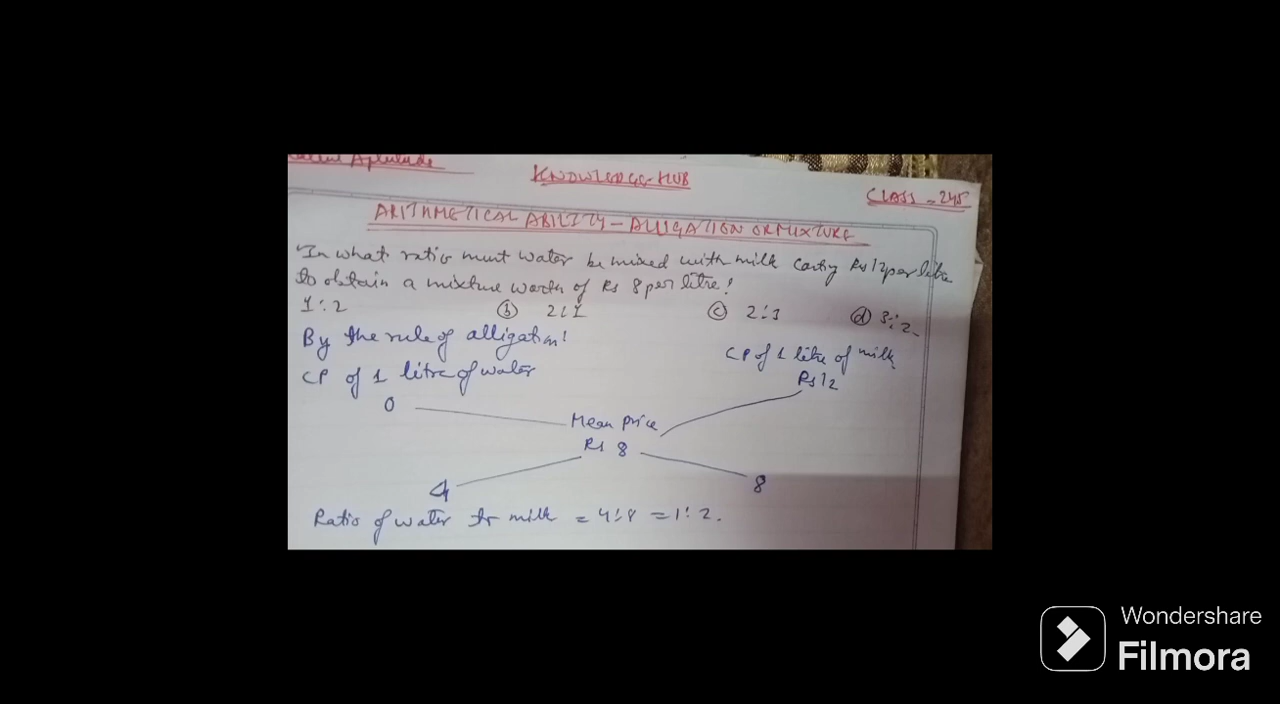 Aptitude
KNOWLEDGE-HUB
CLASS - 245
ARITHMETICAL ABILITY - ALLIGATION OR MIXTURE
In what ratio must water be mixed with milk costing Rs 12 per litre
to obtain a mixture worth of Rs 8 per litre?
1:2 (b) 2:1 (c) 2:3 (d) 3:2
By the rule of alligation:
CP of 1 litre of water
CP of 1 litre of milk
Rs 12
0
Mean price
Rs 8
4 8
Ratio of water to milk = 4:8 = 1:2.
Wondershare
Filmora